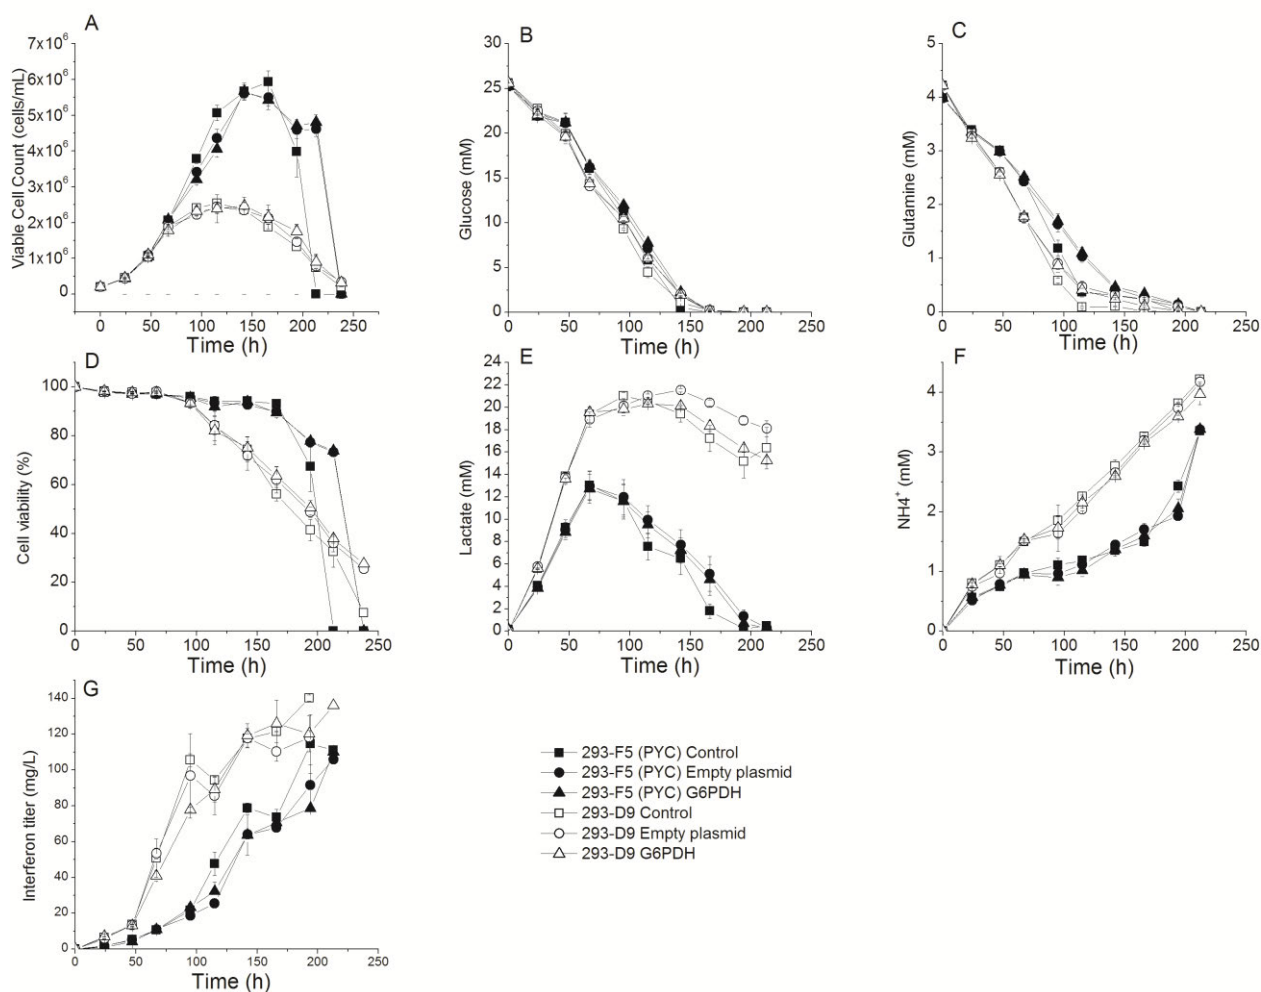 A
7x10⁶
6x10⁶
5x10⁶
4x10⁶
3x10⁶
2x10⁶
1x10⁶
0
Viable Cell Count (cells/mL)
0 50 100 150 200 250
Time (h)
B
30
25
20
15
10
5
0
Glucose (mM)
0 50 100 150 200 250
Time (h)
C
5
4
3
2
1
0
Glutamine (mM)
0 50 100 150 200 250
Time (h)
D
100
80
60
40
20
0
Cell viability (%)
0 50 100 150 200 250
Time (h)
E
24
22
20
18
16
14
12
10
8
6
4
2
0
Lactate (mM)
0 50 100 150 200 250
Time (h)
F
4
3
2
1
0
NH4⁺ (mM)
0 50 100 150 200 250
Time (h)
G
140
120
100
80
60
40
20
0
Interferon titer (mg/L)
0 50 100 150 200 250
Time (h)
293-F5 (PYC) Control
293-F5 (PYC) Empty plasmid
293-F5 (PYC) G6PDH
293-D9 Control
293-D9 Empty plasmid
293-D9 G6PDH